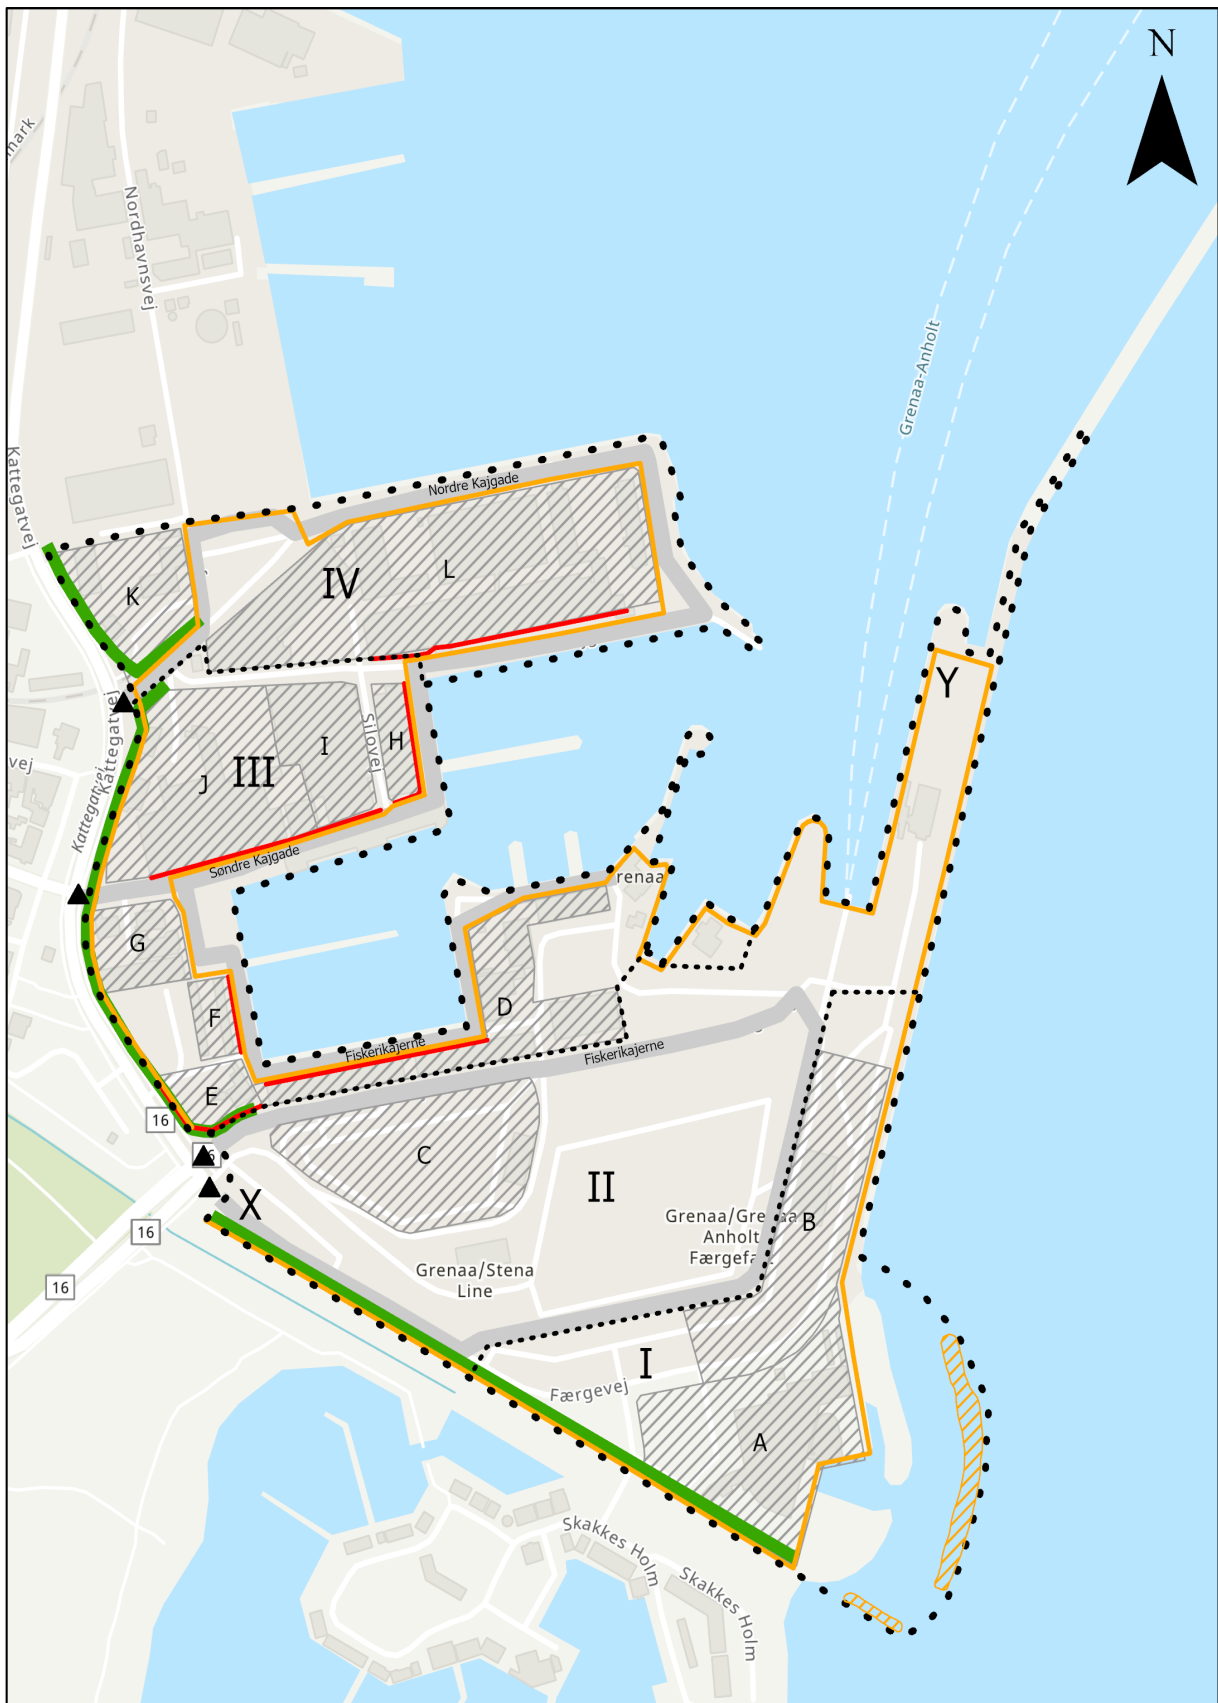 N
mark
Nordhavnsvej
Kattegatvej
Grenaa-Anholt
Nordre Kajgade
K
IV
L
Y
Kattegatvej
vej
Silovej
H
I
J
III
Kattegatvej
Søndre Kajgade
renaa
G
D
F
Fiskerikajerne
Fiskerikajerne
E
16
C
X
II
16
Grenaa/Stena
Line
Anholt
B
16
I
Færgevej
A
Skakkes Holm
Skakkes Holm